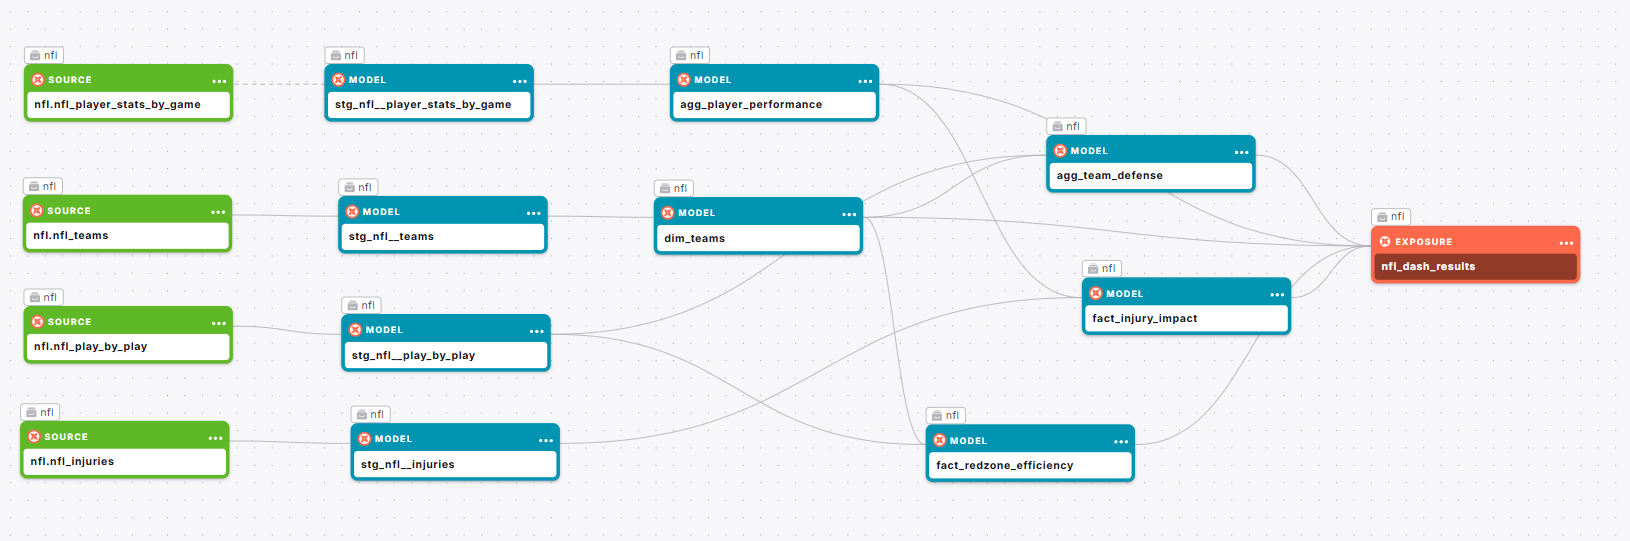 nfl
SOURCE
nfl.nfl_player_stats_by_game
nfl
MODEL
stg_nfl__player_stats_by_game
nfl
MODEL
agg_player_performance
nfl
MODEL
agg_team_defense
nfl
SOURCE
nfl.nfl_teams
nfl
MODEL
stg_nfl__teams
nfl
MODEL
dim_teams
nfl
EXPOSURE
nfl_dash_results
nfl
MODEL
fact_injury_impact
nfl
SOURCE
nfl.nfl_play_by_play
nfl
MODEL
stg_nfl__play_by_play
nfl
SOURCE
nfl.nfl_injuries
nfl
MODEL
stg_nfl__injuries
nfl
MODEL
fact_redzone_efficiency